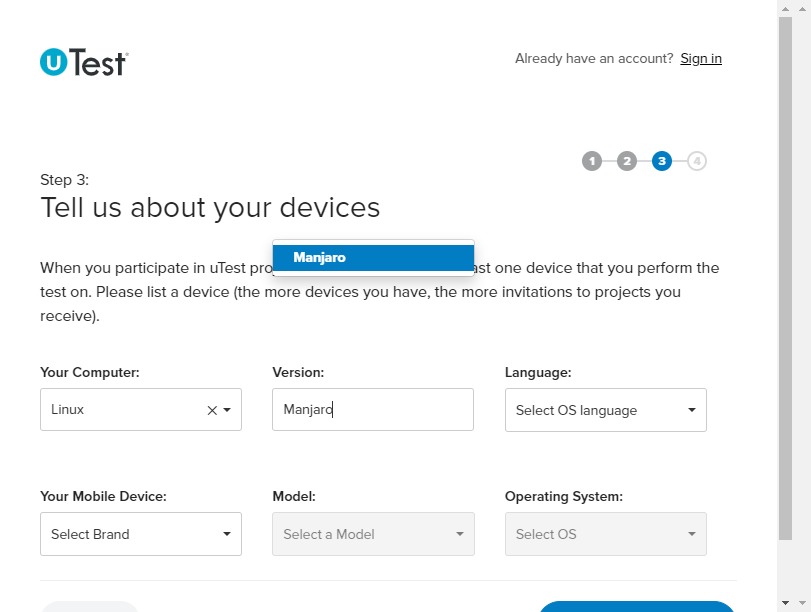 uTest
Already have an account? Sign in
1 2 3 4
Step 3:
Tell us about your devices
Manjaro
When you participate in uTest pro ast one device that you perform the
test on. Please list a device (the more devices you have, the more invitations to projects you
receive).
Your Computer: Version: Language:
Linux Manjaro Select OS language
Your Mobile Device: Model: Operating System:
Select Brand Select a Model Select OS